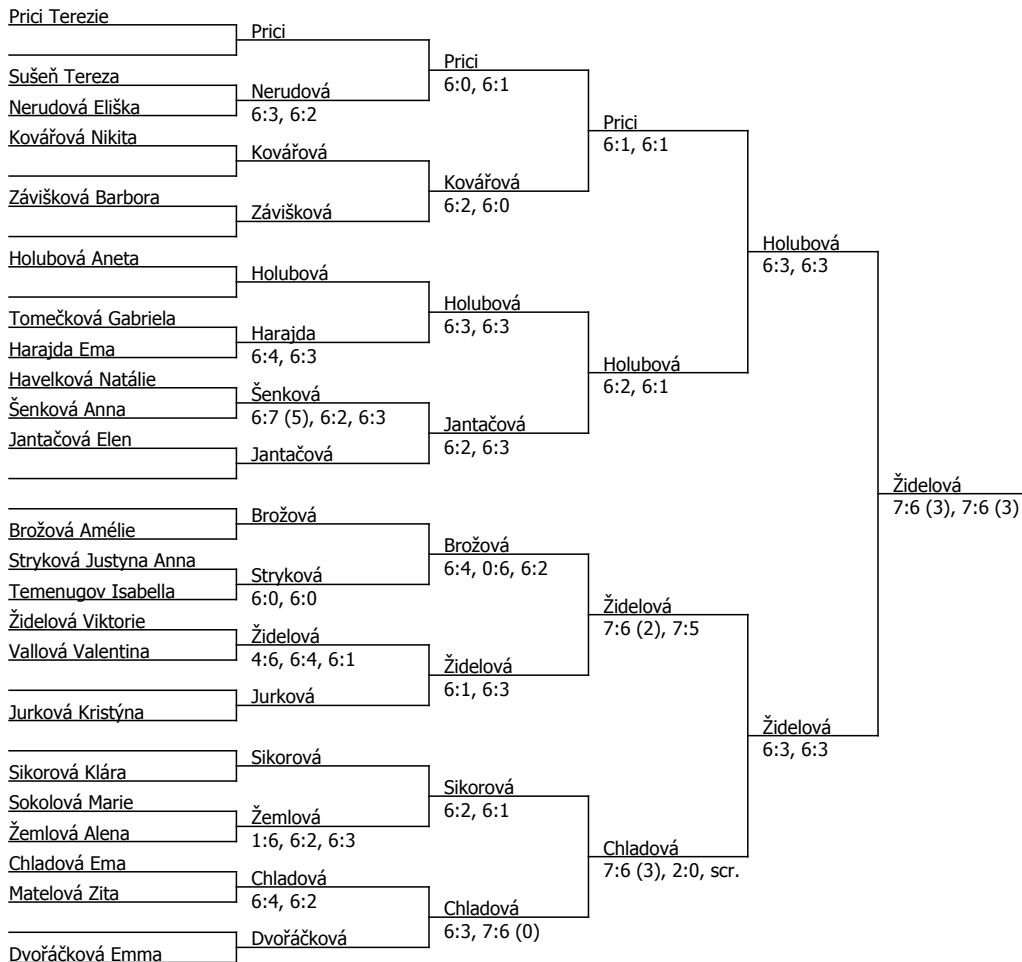 Prici Terezie
Prici
Prici
6:0, 6:1
Sušeň Tereza
Nerudová Eliška
Nerudová
6:3, 6:2
Prici
6:1, 6:1
Kovářová Nikita
Kovářová
Kovářová
6:2, 6:0
Závišková Barbora
Závišková
Holubová
6:3, 6:3
Holubová Aneta
Holubová
Holubová
6:3, 6:3
Tomečková Gabriela
Harajda Ema
Harajda
6:4, 6:3
Holubová
6:2, 6:1
Havelková Natálie
Šenková Anna
Šenková
6:7 (5), 6:2, 6:3
Jantačová
6:2, 6:3
Jantačová Elen
Jantačová
Židelová
7:6 (3), 7:6 (3)
Brožová Amélie
Brožová
Brožová
6:4, 0:6, 6:2
Stryková Justyna Anna
Temenugov Isabella
Stryková
6:0, 6:0
Židelová
7:6 (2), 7:5
Židelová Viktorie
Vallová Valentina
Židelová
4:6, 6:4, 6:1
Židelová
6:1, 6:3
Jurková Kristýna
Jurková
Židelová
6:3, 6:3
Sikorová Klára
Sikorová
Sikorová
6:2, 6:1
Sokolová Marie
Žemlová Alena
Žemlová
1:6, 6:2, 6:3
Chladová
7:6 (3), 2:0, scr.
Chladová Ema
Matelová Zita
Chladová
6:4, 6:2
Chladová
6:3, 7:6 (0)
Dvořáčková Emma
Dvořáčková